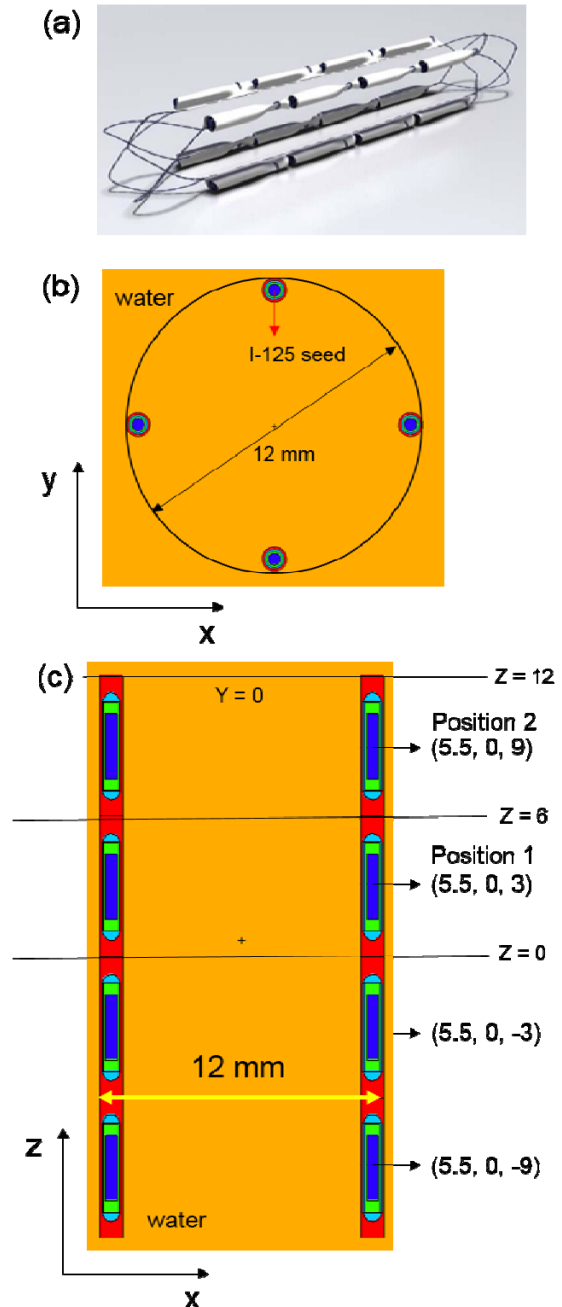 (a)
(b)
water
I-125 seed
12 mm
y
x
(c)
Y = 0
Z = 12
Position 2
(5.5, 0, 9)
Z = 6
Position 1
(5.5, 0, 3)
Z = 0
(5.5, 0, -3)
12 mm
z
(5.5, 0, -9)
water
x